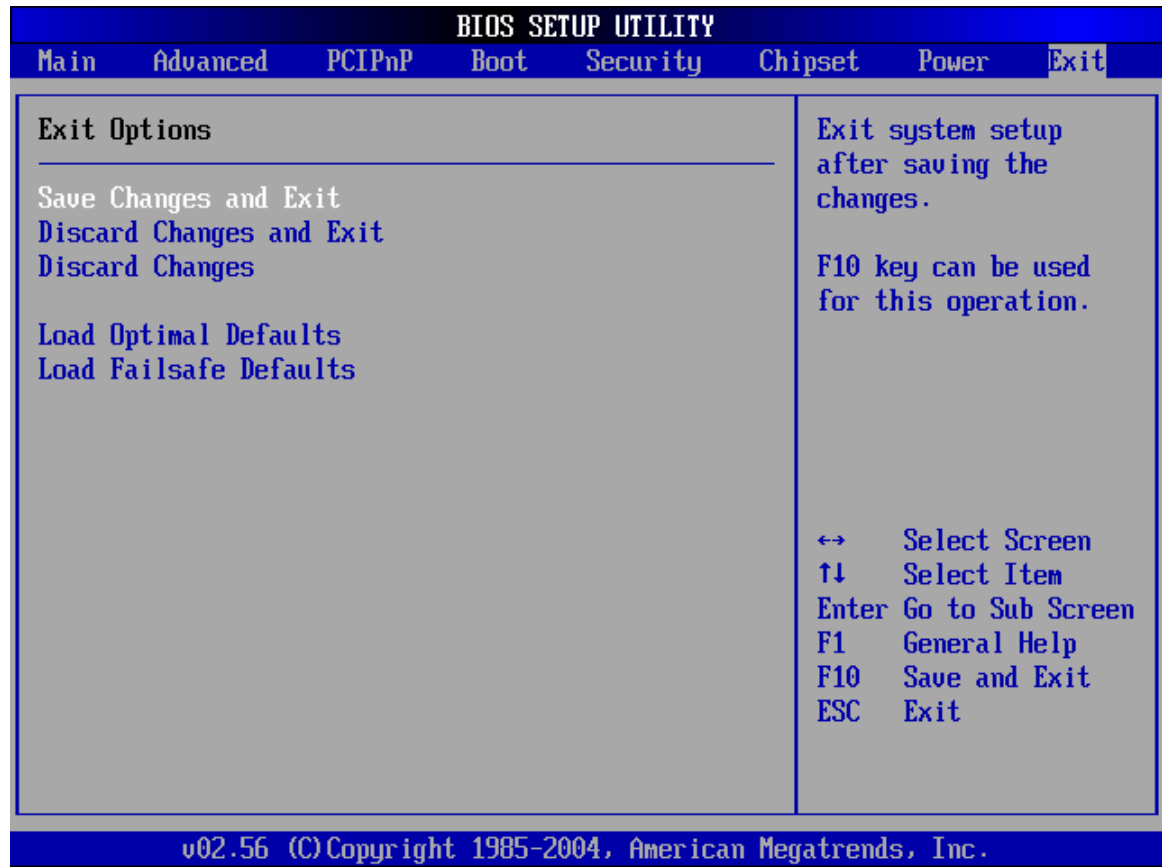 BIOS SETUP UTILITY
Main Advanced PCIPnP Boot Security Chipset Power Exit
Exit Options
Save Changes and Exit
Discard Changes and Exit
Discard Changes
Load Optimal Defaults
Load Failsafe Defaults
Exit system setup
after saving the
changes.
F10 key can be used
for this operation.
↔ Select Screen
↑↓ Select Item
Enter Go to Sub Screen
F1 General Help
F10 Save and Exit
ESC Exit
v02.56 (C)Copyright 1985-2004, American Megatrends, Inc.